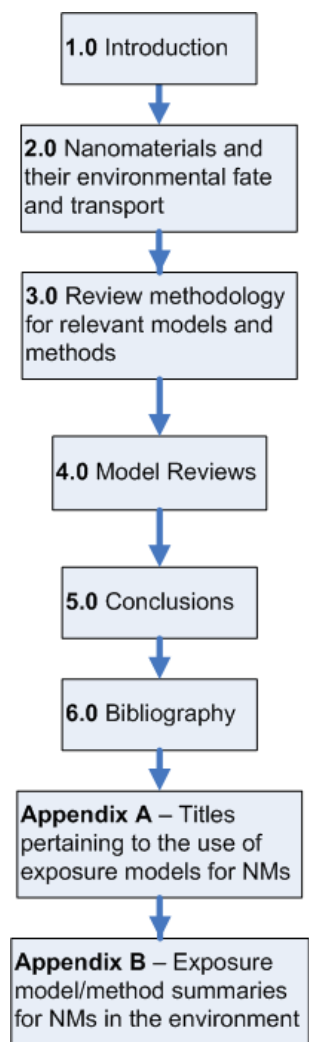 1.0 Introduction
2.0 Nanomaterials and
their environmental fate
and transport
3.0 Review methodology
for relevant models and
methods
4.0 Model Reviews
5.0 Conclusions
6.0 Bibliography
Appendix A – Titles
pertaining to the use of
exposure models for NMs
Appendix B – Exposure
model/method summaries
for NMs in the environment